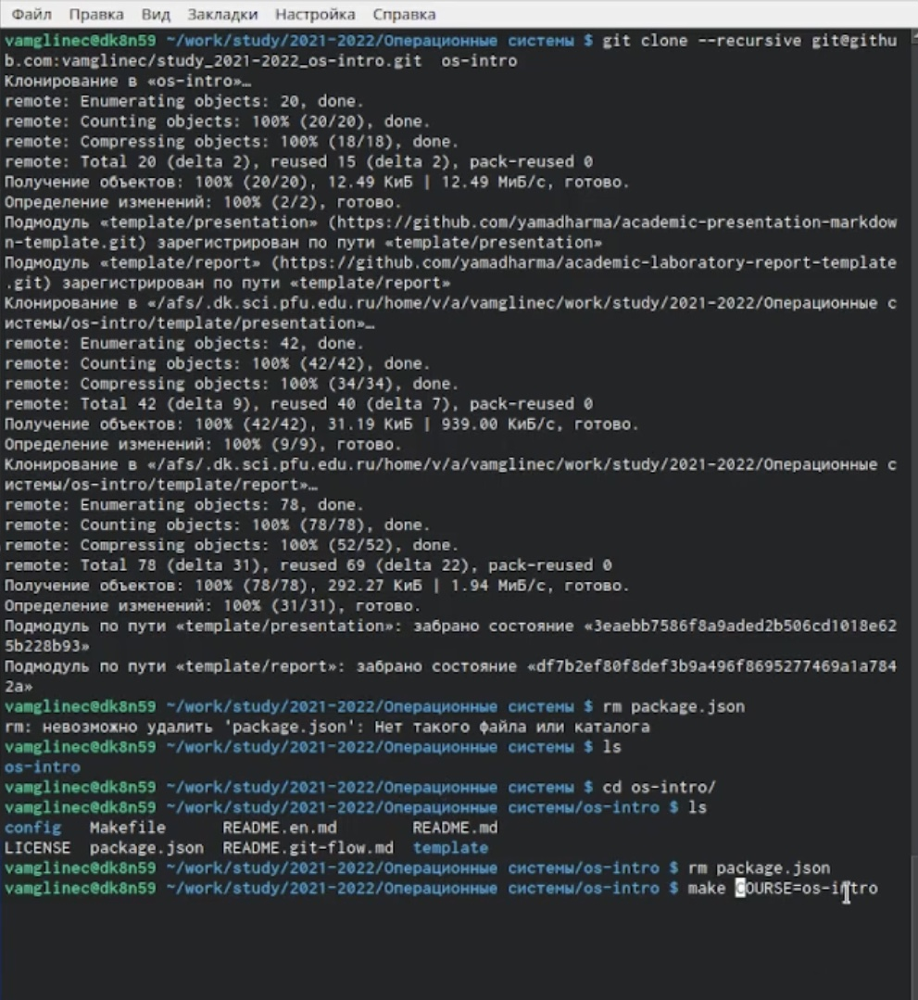 Файл Правка Вид Закладки Настройка Справка
vamglinec@dk8n59 ~/work/study/2021-2022/Операционные системы $ git clone --recursive git@githu
b.com:vamglinec/study_2021-2022_os-intro.git  os-intro
Клонирование в «os-intro»…
remote: Enumerating objects: 20, done.
remote: Counting objects: 100% (20/20), done.
remote: Compressing objects: 100% (18/18), done.
remote: Total 20 (delta 2), reused 15 (delta 2), pack-reused 0
Получение объектов: 100% (20/20), 12.49 КиБ | 12.49 МиБ/с, готово.
Определение изменений: 100% (2/2), готово.
Подмодуль «template/presentation» (https://github.com/yamadharma/academic-presentation-markdow
n-template.git) зарегистрирован по пути «template/presentation»
Подмодуль «template/report» (https://github.com/yamadharma/academic-laboratory-report-template
.git) зарегистрирован по пути «template/report»
Клонирование в «/afs/.dk.sci.pfu.edu.ru/home/v/a/vamglinec/work/study/2021-2022/Операционные с
истемы/os-intro/template/presentation»…
remote: Enumerating objects: 42, done.
remote: Counting objects: 100% (42/42), done.
remote: Compressing objects: 100% (34/34), done.
remote: Total 42 (delta 9), reused 40 (delta 7), pack-reused 0
Получение объектов: 100% (42/42), 31.19 КиБ | 939.00 КиБ/с, готово.
Определение изменений: 100% (9/9), готово.
Клонирование в «/afs/.dk.sci.pfu.edu.ru/home/v/a/vamglinec/work/study/2021-2022/Операционные с
истемы/os-intro/template/report»…
remote: Enumerating objects: 78, done.
remote: Counting objects: 100% (78/78), done.
remote: Compressing objects: 100% (52/52), done.
remote: Total 78 (delta 31), reused 69 (delta 22), pack-reused 0
Получение объектов: 100% (78/78), 292.27 КиБ | 1.94 МиБ/с, готово.
Определение изменений: 100% (31/31), готово.
Подмодуль по пути «template/presentation»: забрано состояние «3eaebb7586f8a9aded2b506cd1018e62
5b228b93»
Подмодуль по пути «template/report»: забрано состояние «df7b2ef80f8def3b9a496f8695277469a1a784
2a»
vamglinec@dk8n59 ~/work/study/2021-2022/Операционные системы $ rm package.json
rm: невозможно удалить 'package.json': Нет такого файла или каталога
vamglinec@dk8n59 ~/work/study/2021-2022/Операционные системы $ ls
os-intro
vamglinec@dk8n59 ~/work/study/2021-2022/Операционные системы $ cd os-intro/
vamglinec@dk8n59 ~/work/study/2021-2022/Операционные системы/os-intro $ ls
config   Makefile      README.en.md        README.md
LICENSE  package.json  README.git-flow.md  template
vamglinec@dk8n59 ~/work/study/2021-2022/Операционные системы/os-intro $ rm package.json
vamglinec@dk8n59 ~/work/study/2021-2022/Операционные системы/os-intro $ make COURSE=os-intro